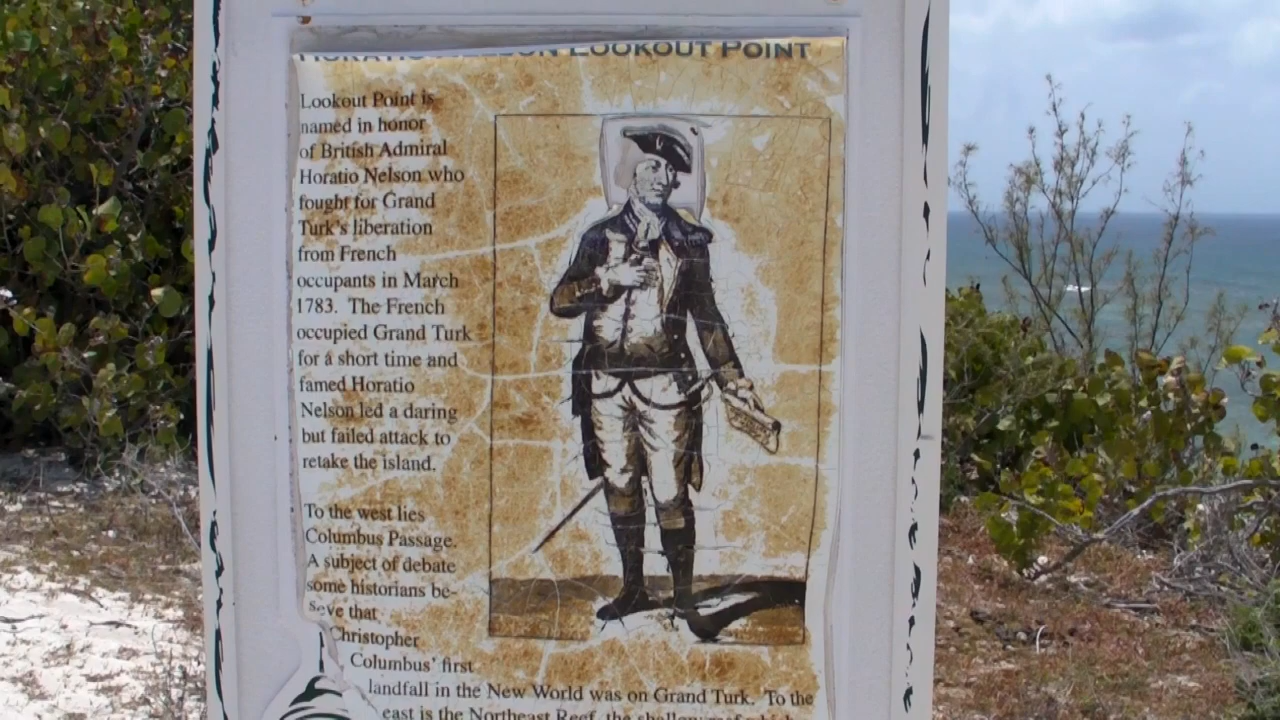 HORATIO NELSON LOOKOUT POINT
Lookout Point is
named in honor
of British Admiral
Horatio Nelson who
fought for Grand
Turk's liberation
from French
occupants in March
1783. The French
occupied Grand Turk
for a short time and
famed Horatio
Nelson led a daring
but failed attack to
retake the island.
To the west lies
Columbus Passage.
A subject of debate
some historians be-
eve that
Christopher
Columbus' first
landfall in the New World was on Grand Turk. To the
east is the Northeast Reef, the